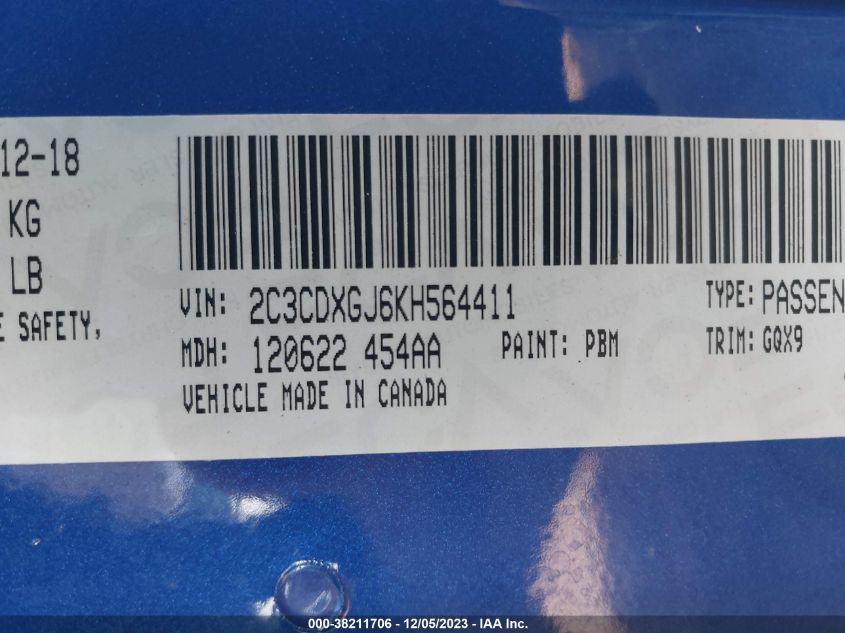 12-18
KG
LB
E SAFETY,
VIN: 2C3CDXGJ6KH564411
TYPE: PASSEN
MDH: 120622 454AA
PAINT: PBM
TRIM: GQX9
VEHICLE MADE IN CANADA
000-38211706 - 12/05/2023 - IAA Inc.